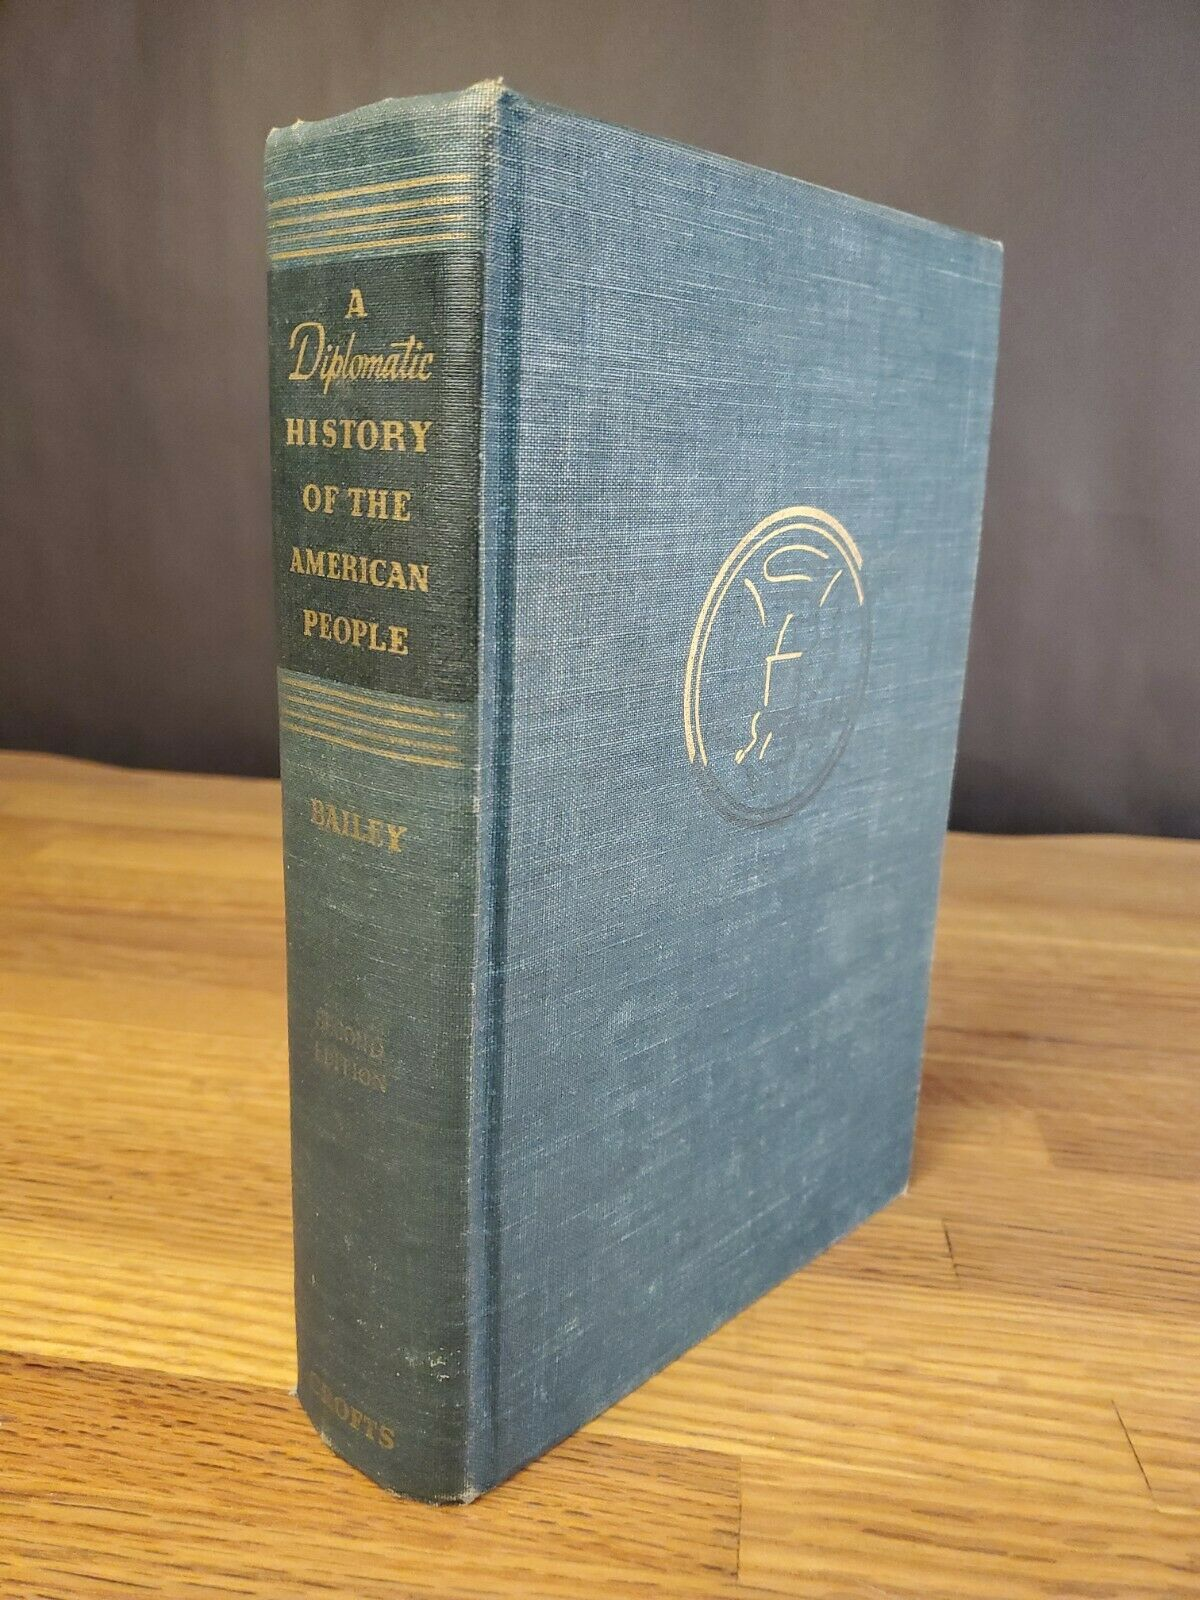 A
Diplomatic
HISTORY
OF THE
AMERICAN
PEOPLE
BAILEY
SECOND
EDITION
CROFTS